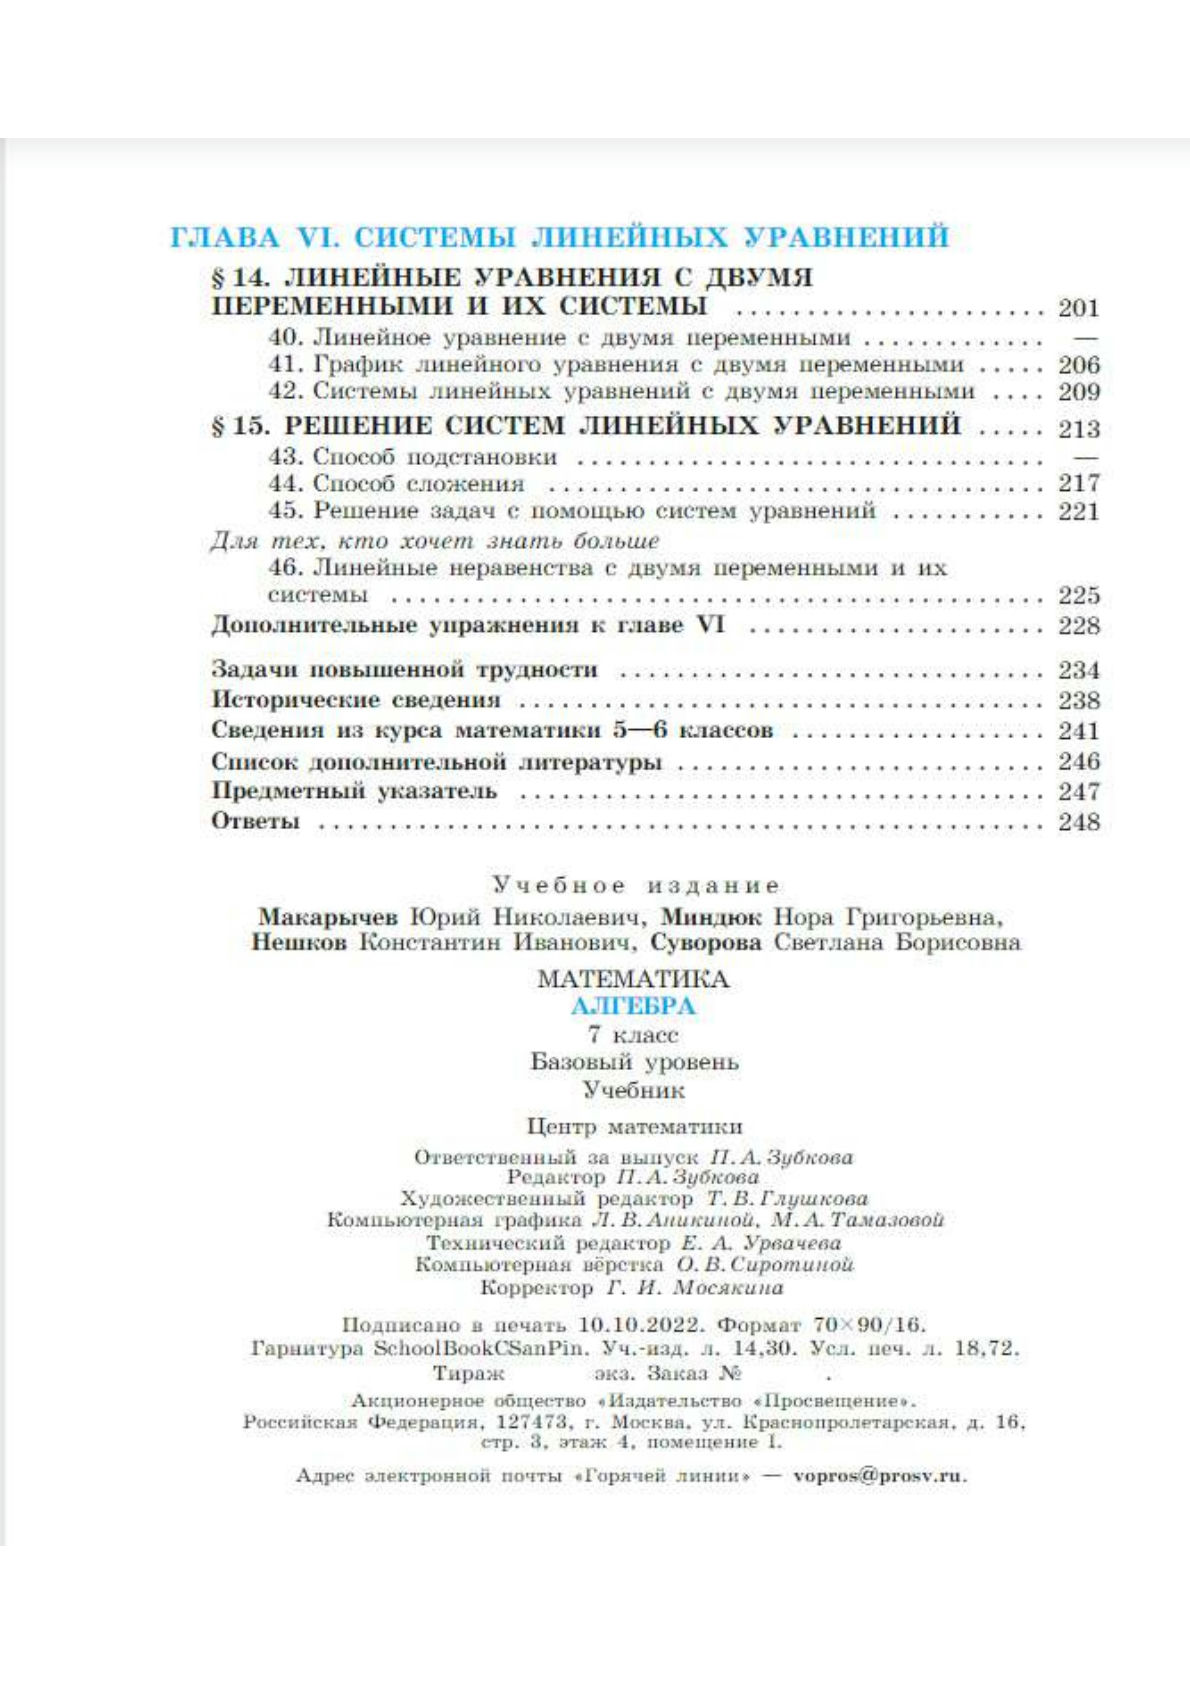 ГЛАВА VI. СИСТЕМЫ ЛИНЕЙНЫХ УРАВНЕНИЙ
§ 14. ЛИНЕЙНЫЕ УРАВНЕНИЯ С ДВУМЯ
ПЕРЕМЕННЫМИ И ИХ СИСТЕМЫ ...................... 201
40. Линейное уравнение с двумя переменными ............. —
41. График линейного уравнения с двумя переменными ..... 206
42. Системы линейных уравнений с двумя переменными .... 209
§ 15. РЕШЕНИЕ СИСТЕМ ЛИНЕЙНЫХ УРАВНЕНИЙ ..... 213
43. Способ подстановки ................................. —
44. Способ сложения ................................... 217
45. Решение задач с помощью систем уравнений ........... 221
Для тех, кто хочет знать больше
46. Линейные неравенства с двумя переменными и их
системы .............................................. 225
Дополнительные упражнения к главе VI ..................... 228
Задачи повышенной трудности .............................. 234
Исторические сведения ..................................... 238
Сведения из курса математики 5—6 классов .................. 241
Список дополнительной литературы .......................... 246
Предметный указатель ..................................... 247
Ответы ................................................... 248
Учебное издание
Макарычев Юрий Николаевич, Миндюк Нора Григорьевна,
Нешков Константин Иванович, Суворова Светлана Борисовна
МАТЕМАТИКА
АЛГЕБРА
7 класс
Базовый уровень
Учебник
Центр математики
Ответственный за выпуск П. А. Зубкова
Редактор П. А. Зубкова
Художественный редактор Т. В. Глушкова
Компьютерная графика Л. В. Аникиной, М. А. Тамазовой
Технический редактор Е. А. Урвачева
Компьютерная вёрстка О. В. Сиротиной
Корректор Г. И. Мосякина
Подписано в печать 10.10.2022. Формат 70×90/16.
Гарнитура SchoolBookCSanPin. Уч.-изд. л. 14,30. Усл. печ. л. 18,72.
Тираж экз. Заказ № .
Акционерное общество «Издательство «Просвещение».
Российская Федерация, 127473, г. Москва, ул. Краснопролетарская, д. 16,
стр. 3, этаж 4, помещение I.
Адрес электронной почты «Горячей линии» — vopros@prosv.ru.